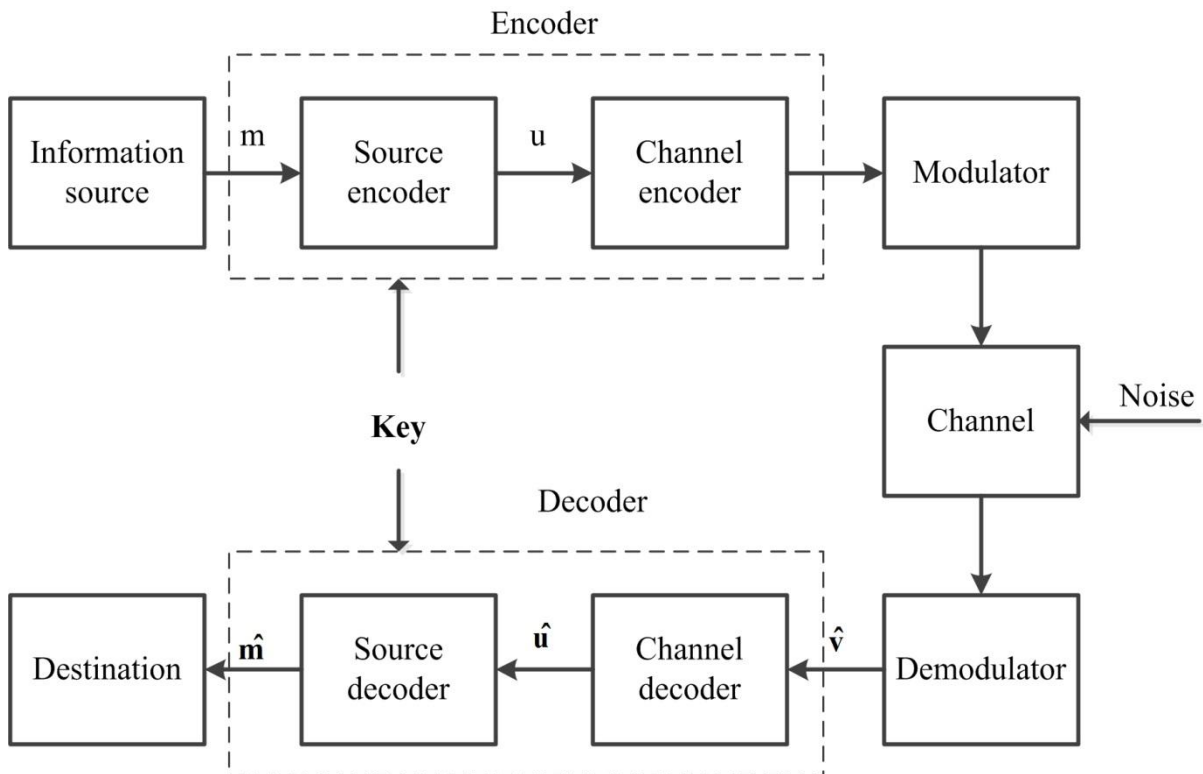 Encoder
Information
source
m
Source
encoder
u
Channel
encoder
Modulator
Key
Channel
Noise
Decoder
Destination
m̂
Source
decoder
û
Channel
decoder
v̂
Demodulator